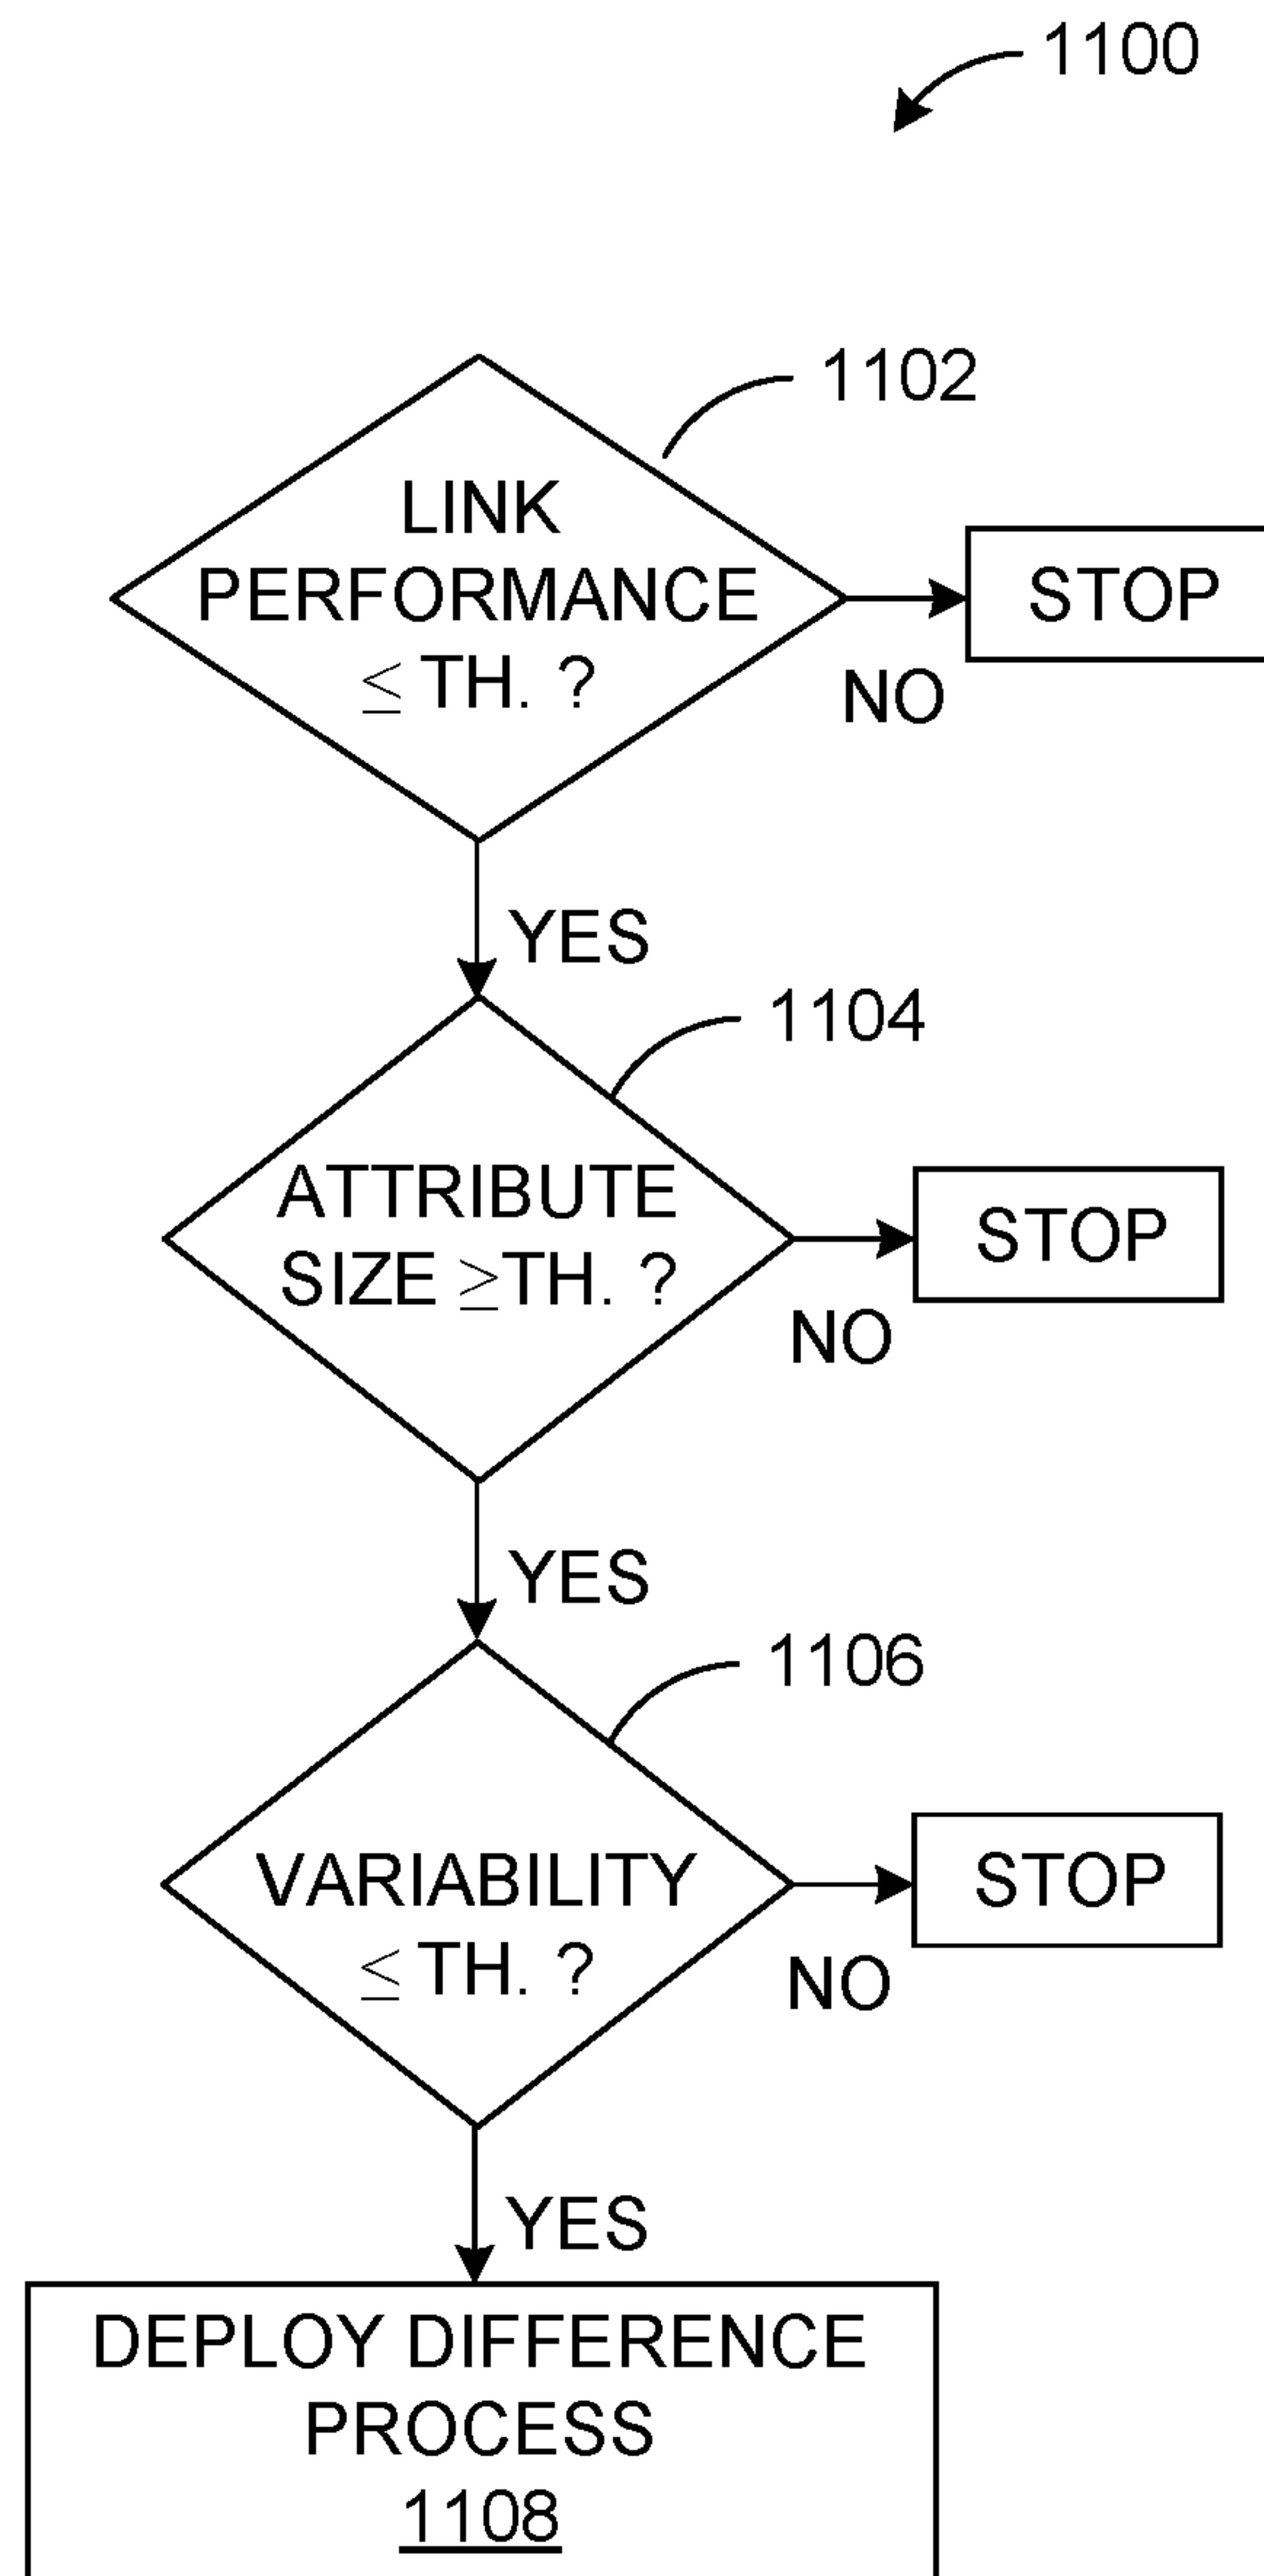 1100
1102
LINK
PERFORMANCE
≤ TH. ?
STOP
NO
YES
1104
ATTRIBUTE
SIZE ≥TH. ?
STOP
NO
YES
1106
VARIABILITY
≤ TH. ?
STOP
NO
YES
DEPLOY DIFFERENCE
PROCESS
1108